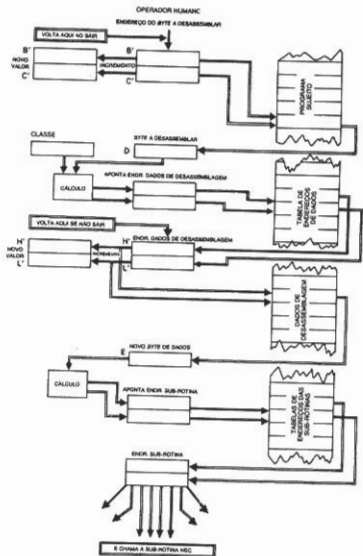 OPERADOR HUMANO
ENDEREÇO DO BYTE A DESASSEMBLAR
VOLTA AQUI AO SAIR
B'
B'
NOVO
VALOR
INCREMENTO
C'
C'
PROGRAMA
SUJEITO
CLASSE
BYTE A DESASSEMBLAR
D
CÁLCULO
APONTA ENDR. DADOS DE DESASSEMBLAGEM
TABELA DE
ENDEREÇOS
DE DADOS
VOLTA AQUI SE NÃO SAIR
ENDR. DADOS DE DESASSEMBLAGEM
H'
H'
NOVO
VALOR
INCREMENTO
L'
L'
DADOS DE
DESASSEMBLAGEM
NOVO BYTE DE DADOS
E
CÁLCULO
APONTA ENDR. SUB-ROTINA
TABELAS DE
ENDEREÇOS DAS
SUB-ROTINAS
ENDR. SUB-ROTINA
E CHAMA A SUB-ROTINA